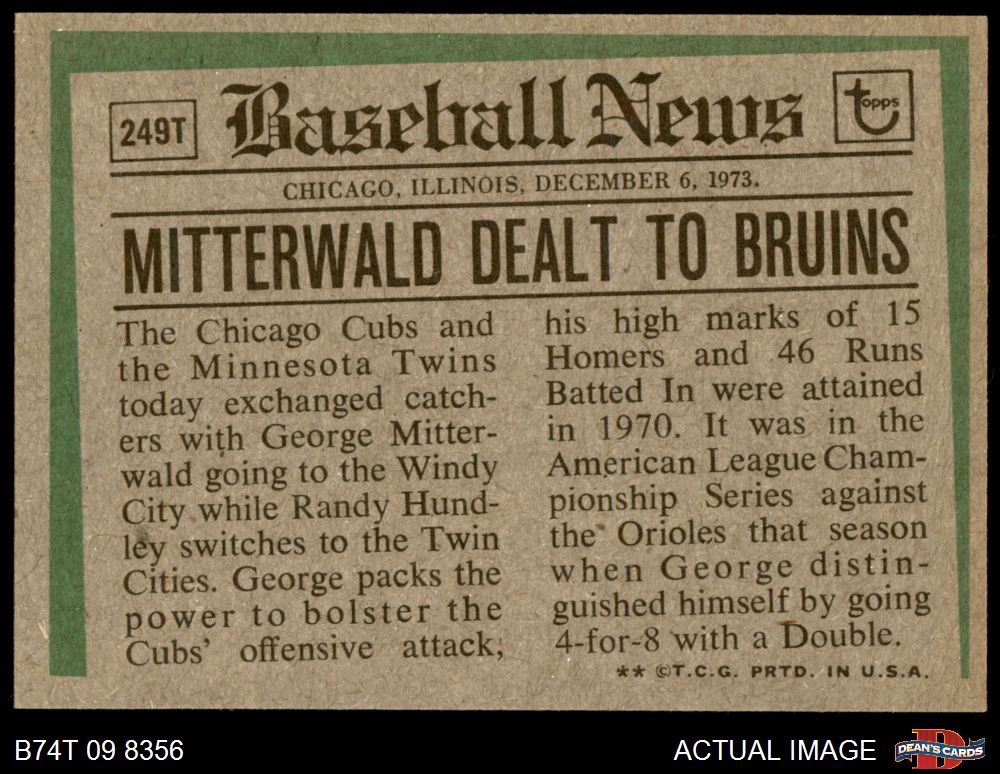 249T
Baseball News
Topps
CHICAGO, ILLINOIS, DECEMBER 6, 1973.
MITTERWALD DEALT TO BRUINS
The Chicago Cubs and
the Minnesota Twins
today exchanged catch-
ers with George Mitter-
wald going to the Windy
City while Randy Hund-
ley switches to the Twin
Cities. George packs the
power to bolster the
Cubs' offensive attack;
his high marks of 15
Homers and 46 Runs
Batted In were attained
in 1970. It was in the
American League Cham-
pionship Series against
the Orioles that season
when George distin-
guished himself by going
4-for-8 with a Double.
** ©T.C.G. PRTD. IN U.S.A.
B74T 09 8356
ACTUAL IMAGE
DEAN'S CARDS